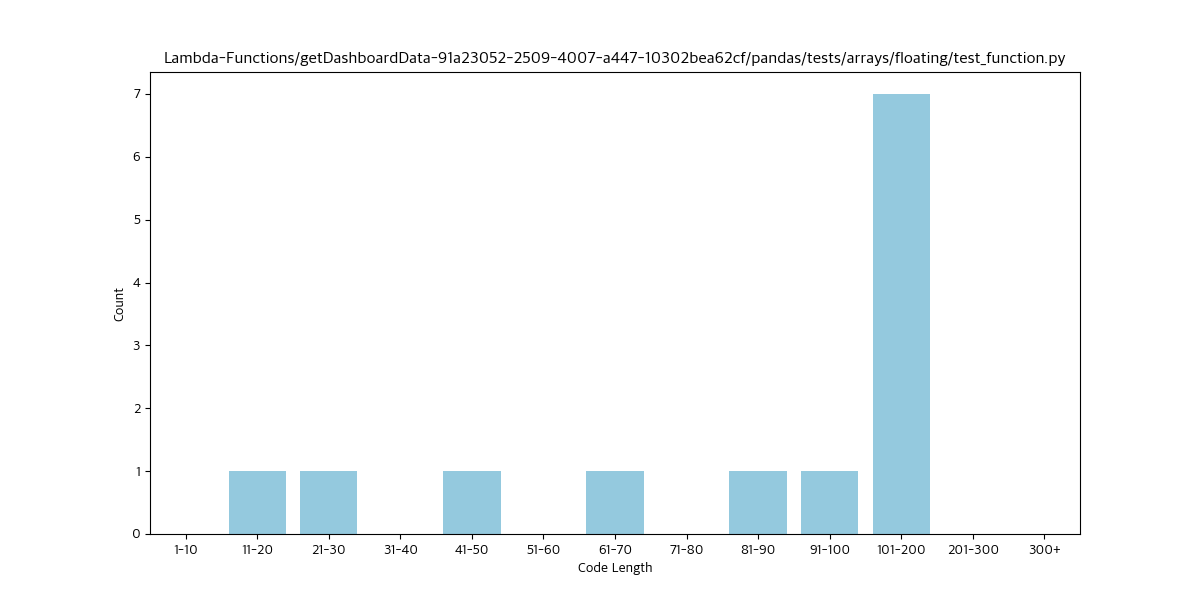 Lambda-Functions/getDashboardData-91a23052-2509-4007-a447-10302bea62cf/pandas/tests/arrays/floating/test_function.py
7
6
5
4
3
2
1
0
Count
1-10 11-20 21-30 31-40 41-50 51-60 61-70 71-80 81-90 91-100 101-200 201-300 300+
Code Length